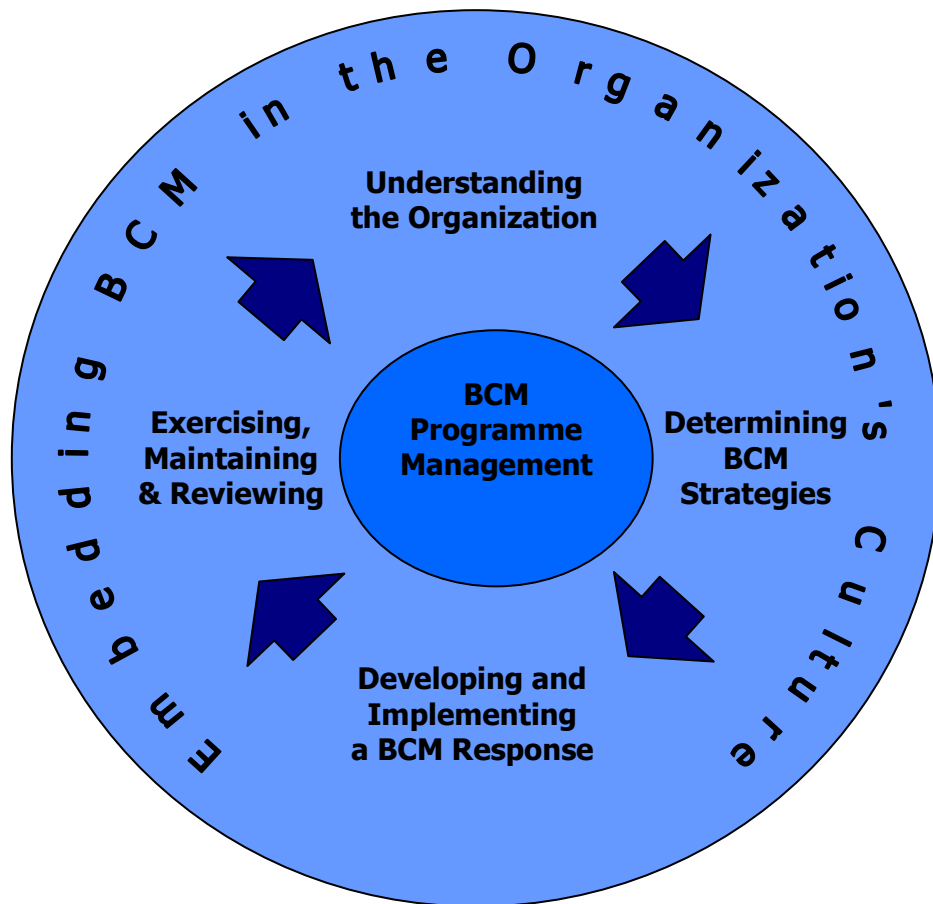 Embedding BCM in the Organization's Culture
Understanding
the Organization
BCM
Programme
Management
Exercising,
Maintaining
& Reviewing
Determining
BCM
Strategies
Developing and
Implementing
a BCM Response